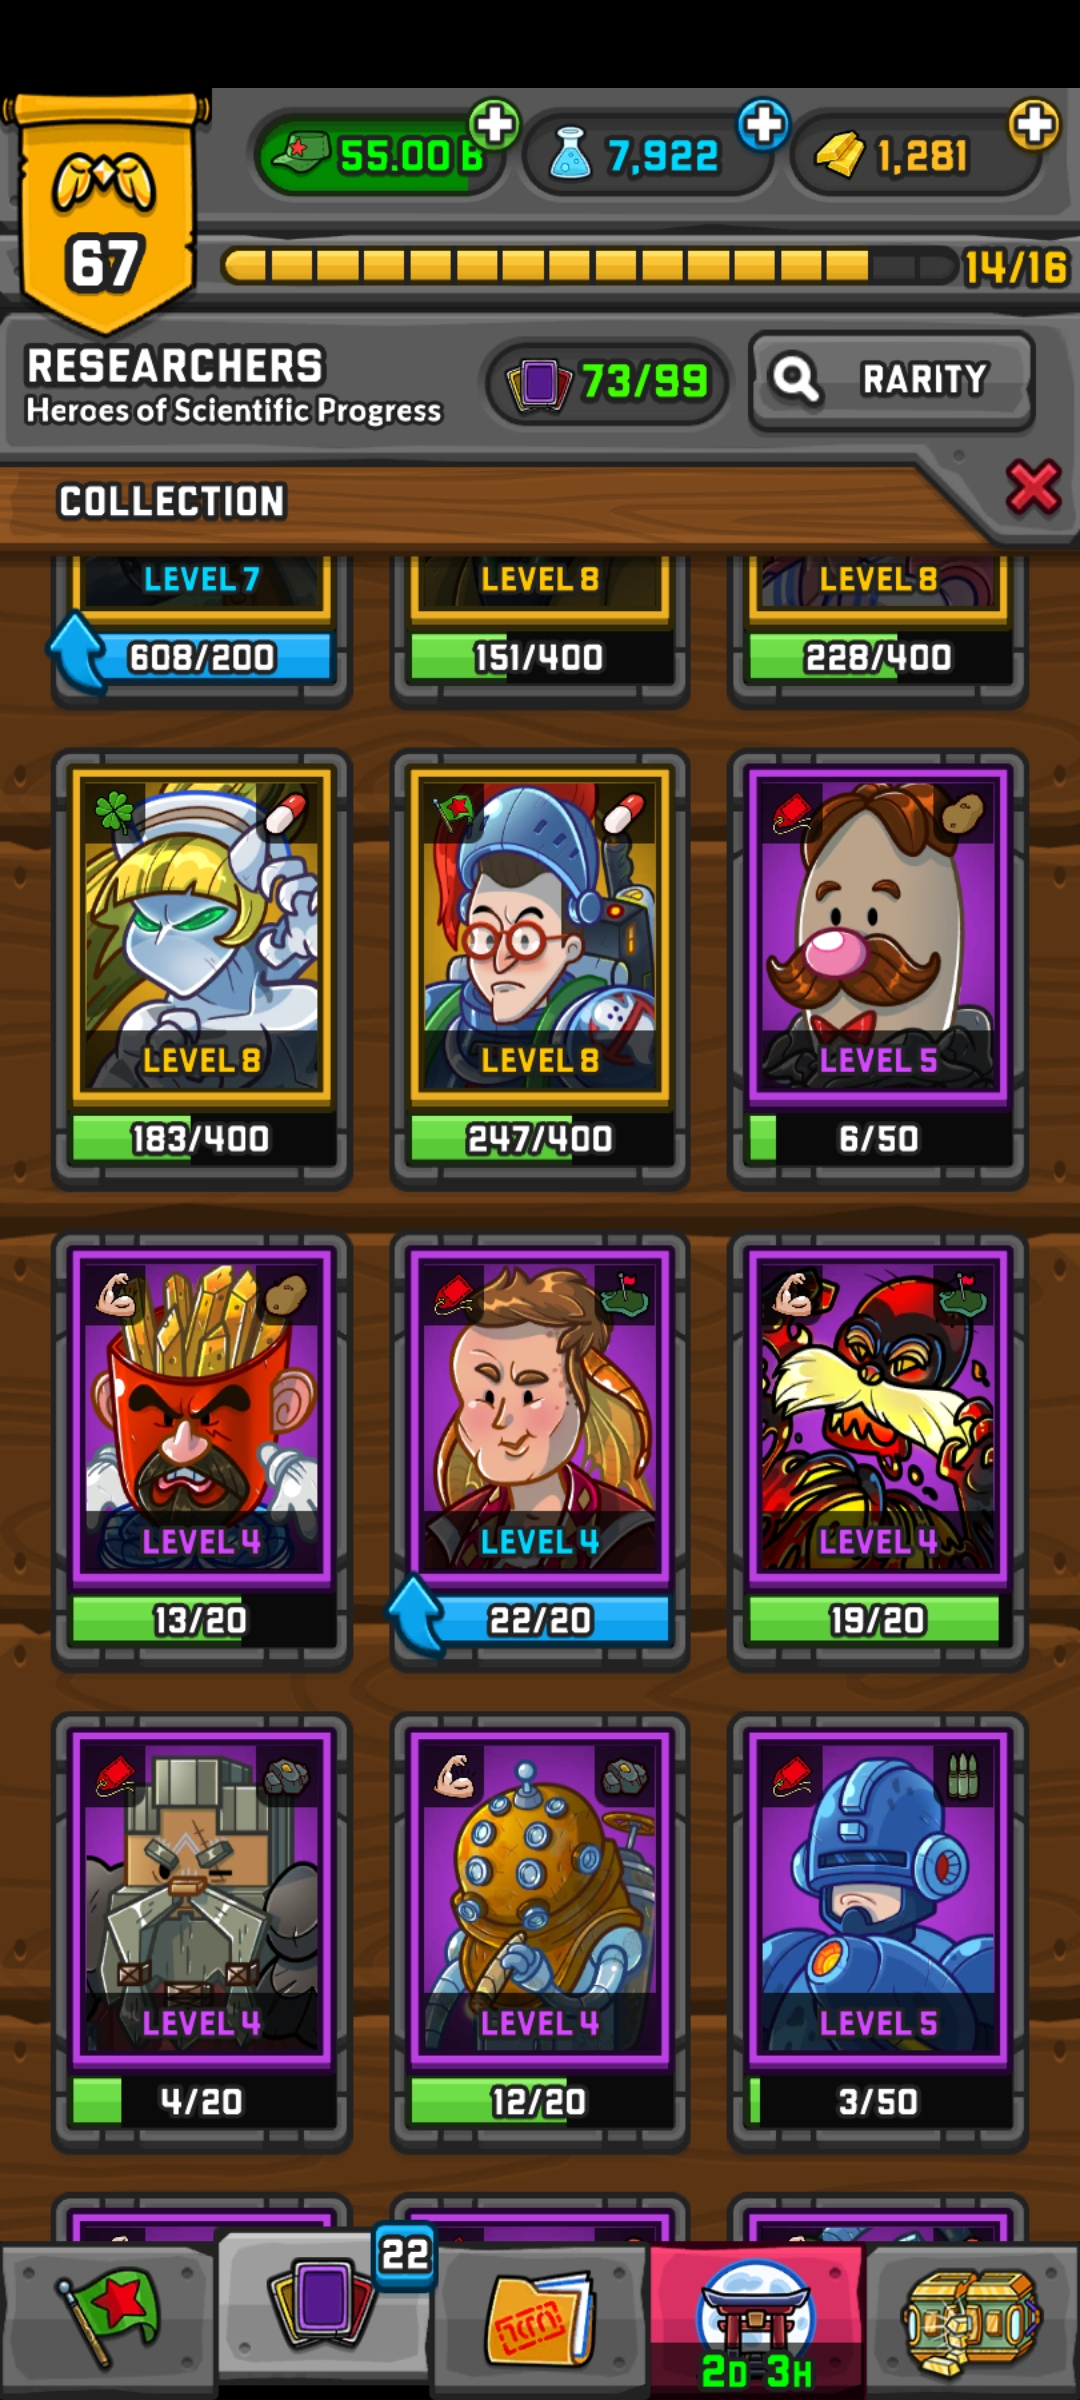 55.00 B
7,922
1,281
67
14/16
RESEARCHERS
Heroes of Scientific Progress
73/99
RARITY
COLLECTION
LEVEL 7
LEVEL 8
LEVEL 8
608/200
151/400
228/400
LEVEL 8
LEVEL 8
LEVEL 5
183/400
247/400
6/50
LEVEL 4
LEVEL 4
LEVEL 4
13/20
22/20
19/20
LEVEL 4
LEVEL 4
LEVEL 5
4/20
12/20
3/50
22
2D 3H